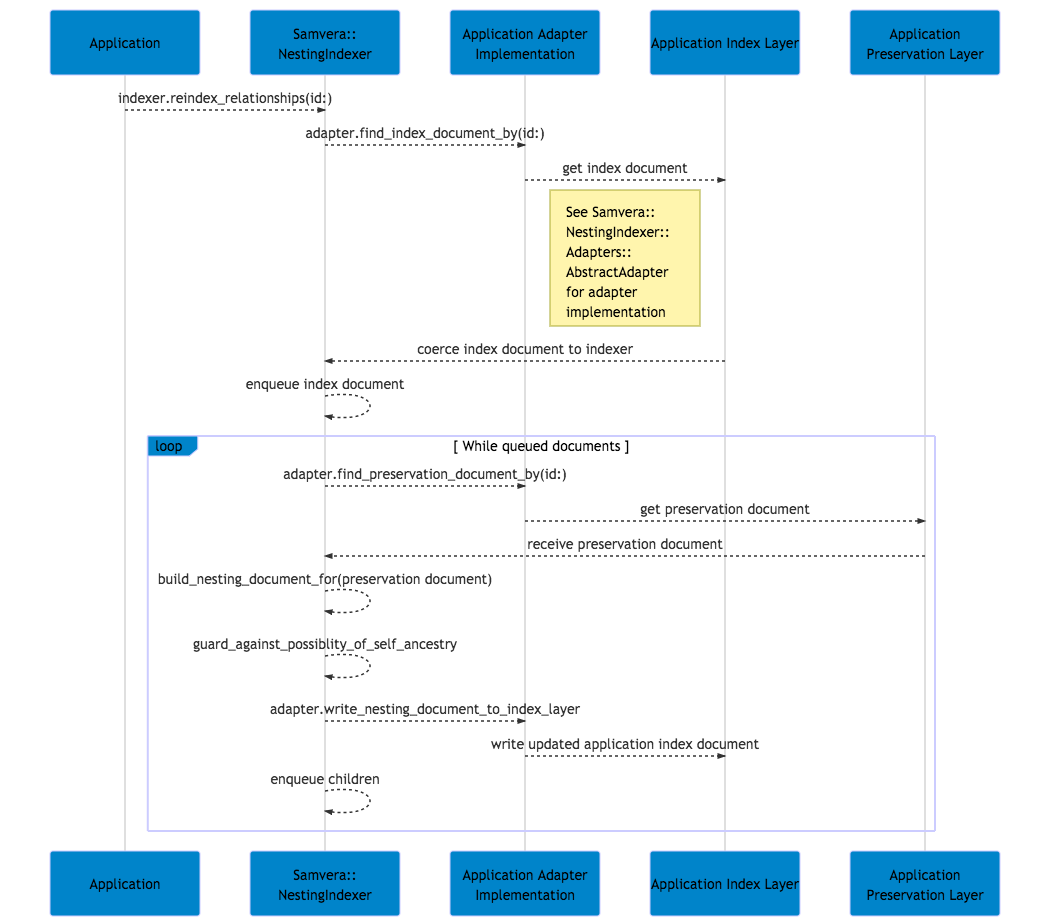 Application
Samvera::
NestingIndexer
Application Adapter
Implementation
Application Index Layer
Application
Preservation Layer
indexer.reindex_relationships(id:)
adapter.find_index_document_by(id:)
get index document
See Samvera::
NestingIndexer::
Adapters::
AbstractAdapter
for adapter
implementation
coerce index document to indexer
enqueue index document
loop
[ While queued documents ]
adapter.find_preservation_document_by(id:)
get preservation document
receive preservation document
build_nesting_document_for(preservation document)
guard_against_possiblity_of_self_ancestry
adapter.write_nesting_document_to_index_layer
write updated application index document
enqueue children
Application
Samvera::
NestingIndexer
Application Adapter
Implementation
Application Index Layer
Application
Preservation Layer